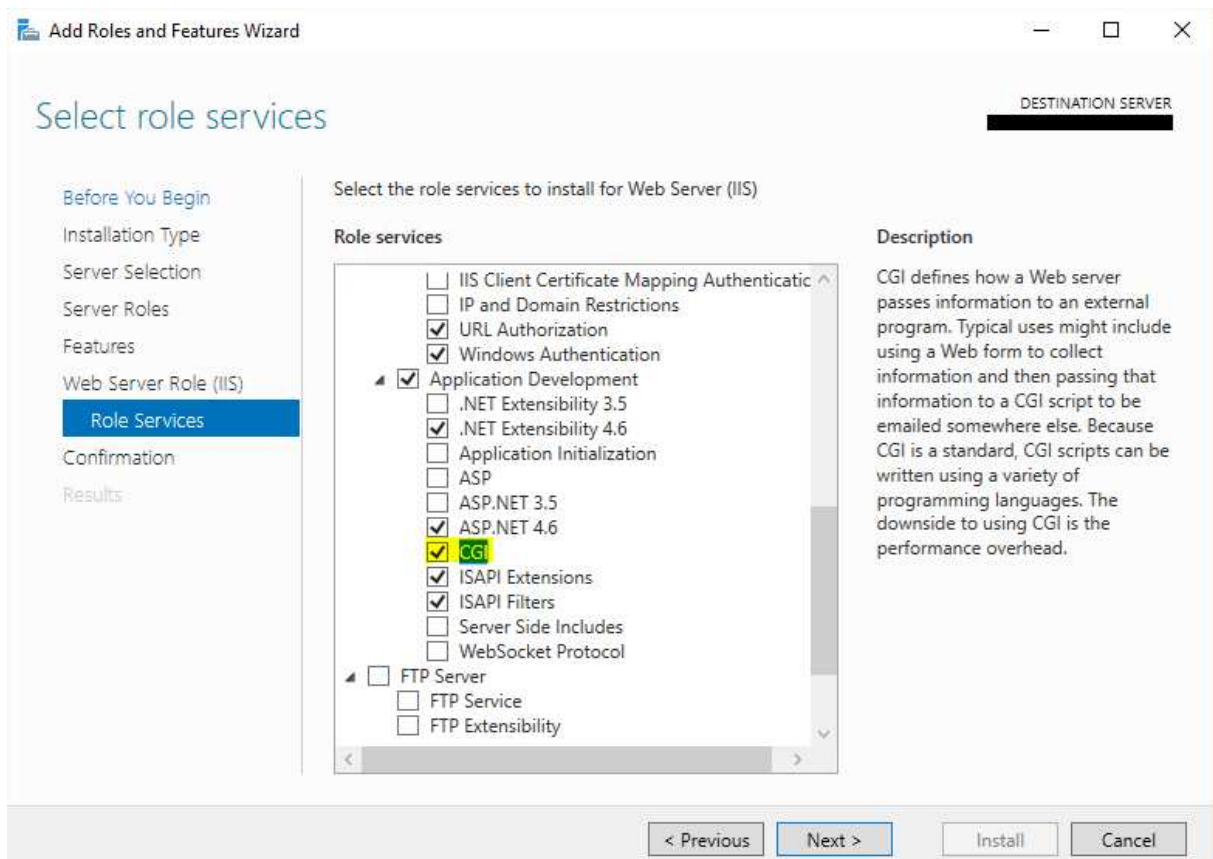 Add Roles and Features Wizard
Select role services
DESTINATION SERVER
Before You Begin
Installation Type
Server Selection
Server Roles
Features
Web Server Role (IIS)
Role Services
Confirmation
Results
Select the role services to install for Web Server (IIS)
Role services
IIS Client Certificate Mapping Authenticatic
IP and Domain Restrictions
URL Authorization
Windows Authentication
Application Development
.NET Extensibility 3.5
.NET Extensibility 4.6
Application Initialization
ASP
ASP.NET 3.5
ASP.NET 4.6
CGI
ISAPI Extensions
ISAPI Filters
Server Side Includes
WebSocket Protocol
FTP Server
FTP Service
FTP Extensibility
Description
CGI defines how a Web server
passes information to an external
program. Typical uses might include
using a Web form to collect
information and then passing that
information to a CGI script to be
emailed somewhere else. Because
CGI is a standard, CGI scripts can be
written using a variety of
programming languages. The
downside to using CGI is the
performance overhead.
< Previous
Next >
Install
Cancel